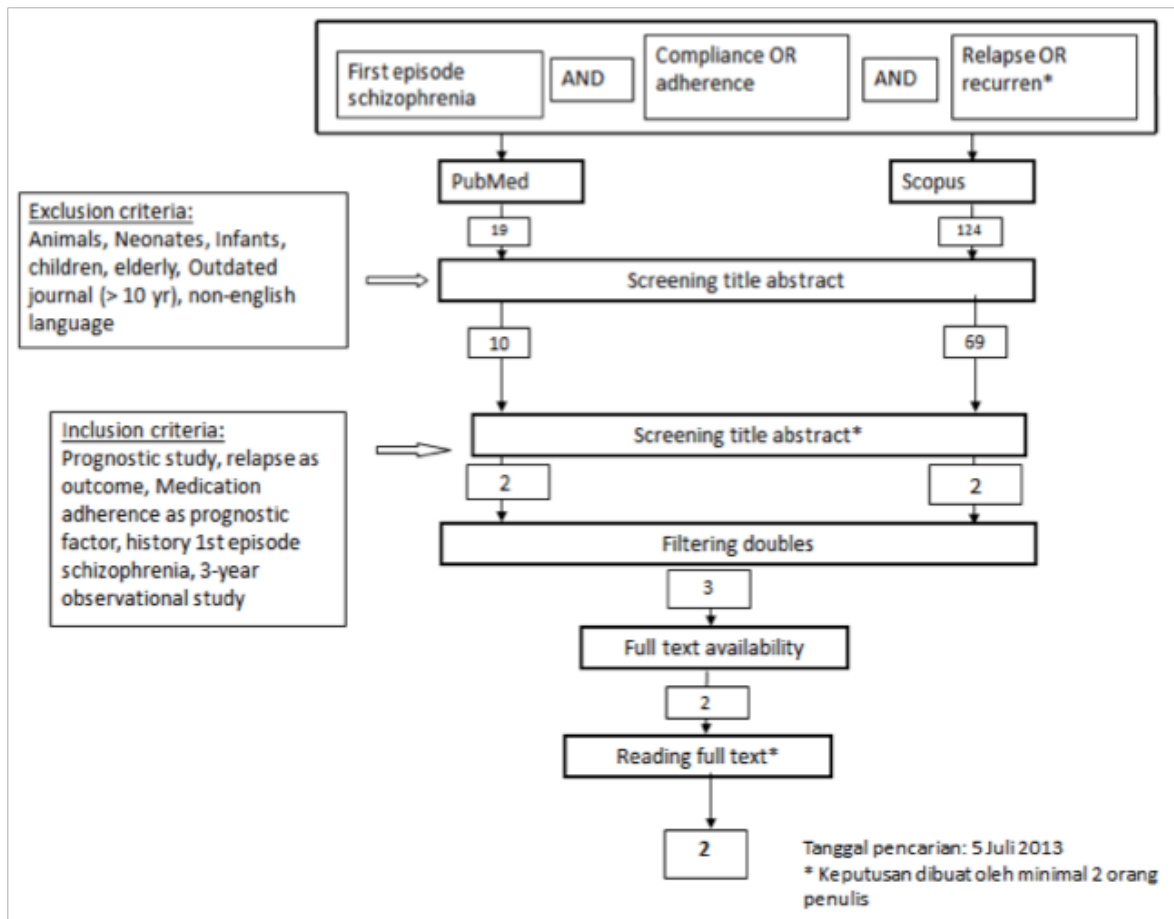 First episode
schizophrenia
AND
Compliance OR
adherence
AND
Relapse OR
recurren*
PubMed
Scopus
19
124
Exclusion criteria:
Animals, Neonates, Infants,
children, elderly, Outdated
journal (> 10 yr), non-english
language
Screening title abstract
10
69
Inclusion criteria:
Prognostic study, relapse as
outcome, Medication
adherence as prognostic
factor, history 1st episode
schizophrenia, 3-year
observational study
Screening title abstract*
2
2
Filtering doubles
3
Full text availability
2
Reading full text*
2
Tanggal pencarian: 5 Juli 2013
* Keputusan dibuat oleh minimal 2 orang
penulis